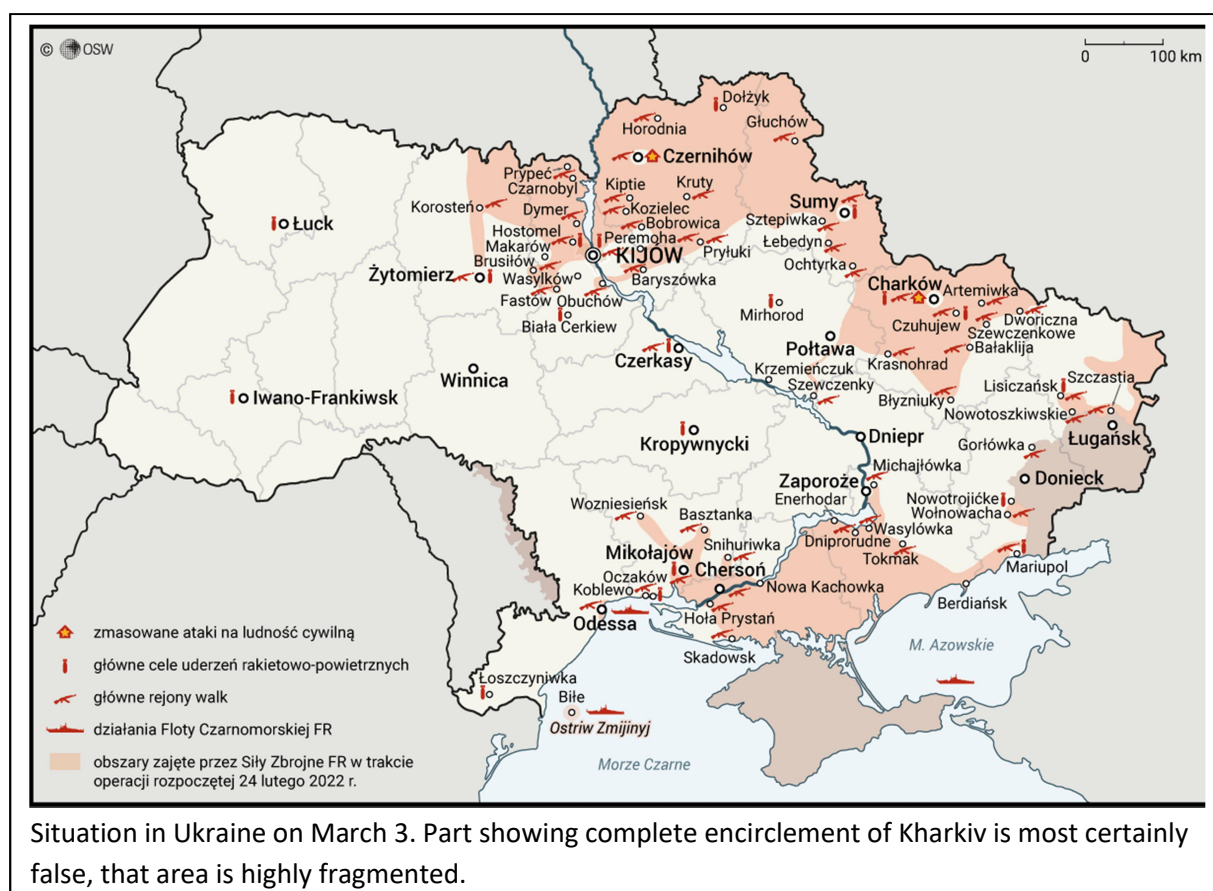 © OSW
0 100 km
Dołżyk
Horodnia
Głuchów
Czernihów
Prypeć
Czarnobyl
Kiptie
Kruty
Korosteń
Dymer
Kozielec
Sumy
Bobrowica
Sztepiwka
Łuck
Hostomel
Peremoha
Makarów
KIJÓW
Pryłuki
Łebedyn
Brusiłów
Ochtyrka
Żytomierz
Wasylków
Baryszówka
Charków
Artemiwka
Fastów
Obuchów
Mirhorod
Biała Cerkiew
Czuhujew
Dworiczna
Szewczenkowe
Połtawa
Bałaklija
Czerkasy
Krasnohrad
Winnica
Krzemieńczuk
Szewczenky
Lisiczańsk
Szczastia
Iwano-Frankiwsk
Błyzniuky
Nowotoszkiwskie
Ługańsk
Kropywnycki
Dniepr
Gorłówka
Michajłówka
Donieck
Zaporoże
Enerhodar
Nowotrojićke
Wozniesieńsk
Basztanka
Wołnowacha
Wasylówka
Dniprorudne
Snihuriwka
Tokmak
Mikołajów
Chersoń
Mariupol
Oczaków
Koblewo
Nowa Kachowka
Berdiańsk
Odessa
Hoła Prystań
Skadowsk
M. Azowskie
Łoszczyniwka
Biłe
Ostriw Zmijinyj
Morze Czarne
zmasowane ataki na ludność cywilną
główne cele uderzeń rakietowo-powietrznych
główne rejony walk
działania Floty Czarnomorskiej FR
obszary zajęte przez Siły Zbrojne FR w trakcie
operacji rozpoczętej 24 lutego 2022 r.
Situation in Ukraine on March 3. Part showing complete encirclement of Kharkiv is most certainly
false, that area is highly fragmented.